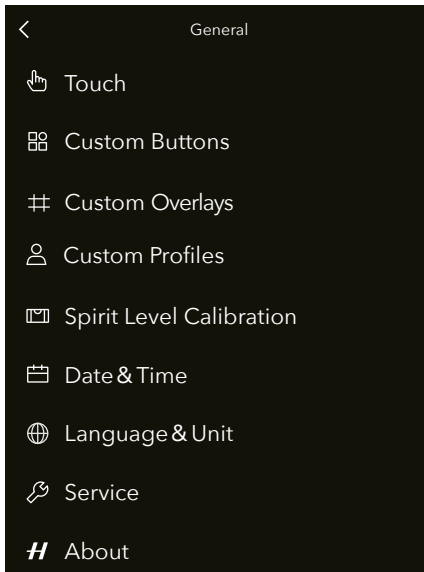 General
Touch
Custom Buttons
Custom Overlays
Custom Profiles
Spirit Level Calibration
Date & Time
Language & Unit
Service
H About